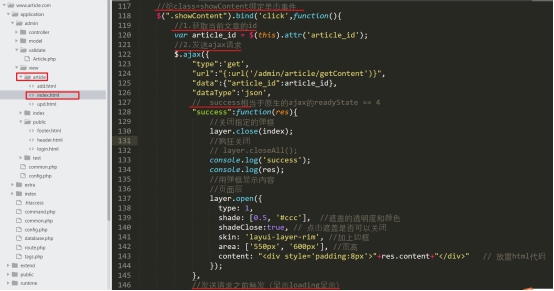 www.article.com
application
admin
controller
model
validate
Article.php
view
article
add.html
index.html
upd.html
index
public
footer.html
header.html
login.html
test
common.php
config.php
extra
index
.htaccess
command.php
common.php
config.php
database.php
route.php
tags.php
extend
public
runtime
117 //给class=showContent绑定单击事件
118 $(".showContent").bind('click',function(){
119 //1.获取当前文章的id
120 var article_id = $(this).attr('article_id');
121 //2.发送ajax请求
122 $.ajax({
123 "type":'get',
124 "url":"{:url('/admin/article/getContent')}",
125 "data":{"article_id":article_id},
126 "dataType":'json',
127 // success相当于原生的ajax的readyState == 4
128 "success":function(res){
129 //关闭指定的弹框
130 layer.close(index);
131 //疯狂关闭
132 // layer.closeAll();
133 console.log('success');
134 console.log(res);
135 //用弹框显示内容
136 //页面层
137 layer.open({
138 type: 1,
139 shade: [0.5, '#ccc'], //遮盖的透明度和颜色
140 shadeClose:true, // 点击遮盖是否可以关闭
141 skin: 'layui-layer-rim', //加上边框
142 area: ['550px', '600px'], //宽高
143 content: "<div style='padding:8px'>"+res.content+"</div>" // 放置html代码
144 });
145 },
146 //发送请求之前触发（显示loading显示）